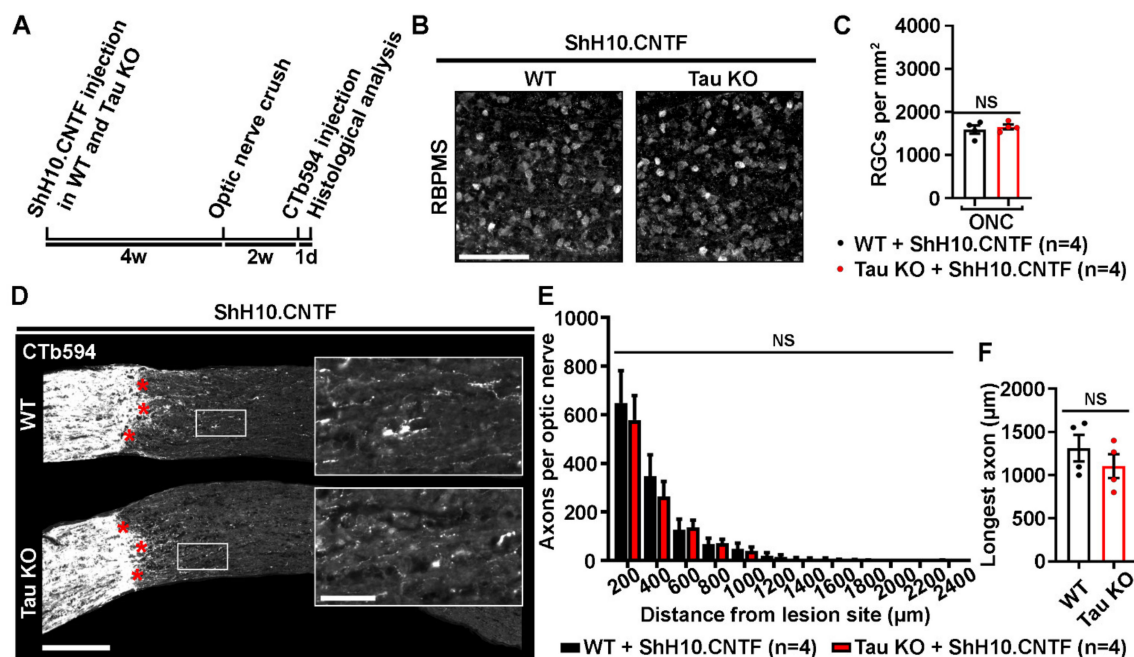 A
ShH10.CNTF injection
in WT and Tau KO
Optic nerve crush
CTb594 injection
Histological analysis
4w
2w
1d
B
ShH10.CNTF
WT
Tau KO
RBPMS
C
RGCs per mm²
4000
3000
2000
1000
0
NS
ONC
WT + ShH10.CNTF (n=4)
Tau KO + ShH10.CNTF (n=4)
D
ShH10.CNTF
CTb594
WT
Tau KO
E
Axons per optic nerve
1000
800
600
400
200
0
NS
200
400
600
800
1000
1200
1400
1600
1800
2000
2200
2400
Distance from lesion site (µm)
WT + ShH10.CNTF (n=4)
Tau KO + ShH10.CNTF (n=4)
F
Longest axon (µm)
2000
1500
1000
500
0
NS
WT
Tau KO